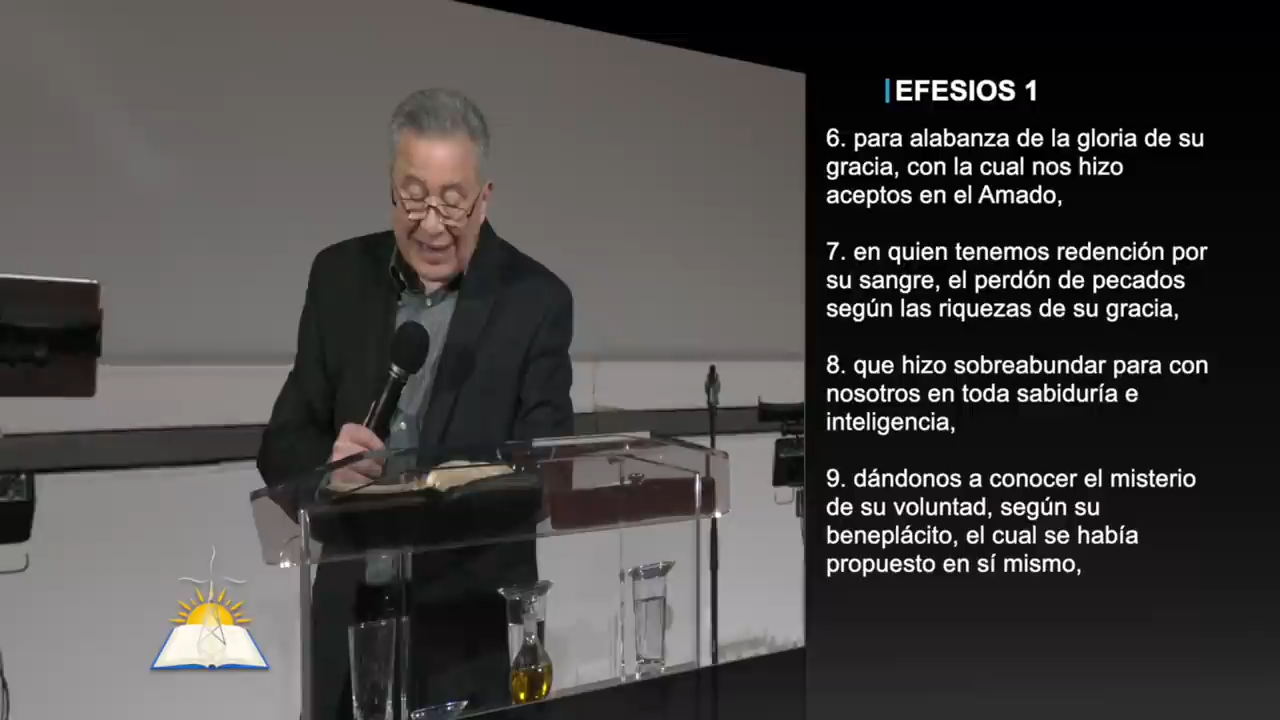 EFESIOS 1
6. para alabanza de la gloria de su
gracia, con la cual nos hizo
aceptos en el Amado,
7. en quien tenemos redención por
su sangre, el perdón de pecados
según las riquezas de su gracia,
8. que hizo sobreabundar para con
nosotros en toda sabiduría e
inteligencia,
9. dándonos a conocer el misterio
de su voluntad, según su
beneplácito, el cual se había
propuesto en sí mismo,